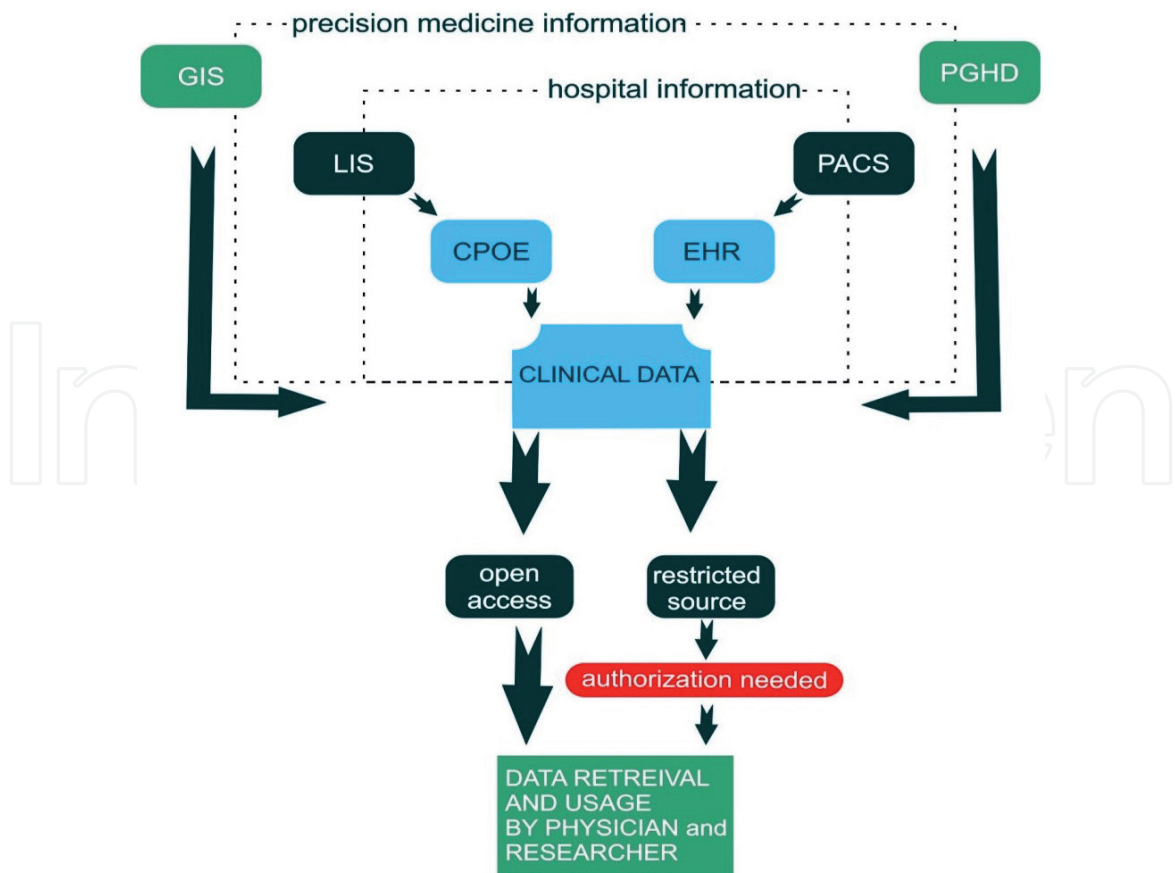 precision medicine information
GIS
PGHD
hospital information
LIS
PACS
CPOE
EHR
CLINICAL DATA
open
access
restricted
source
authorization needed
DATA RETREIVAL
AND USAGE
BY PHYSICIAN and
RESEARCHER